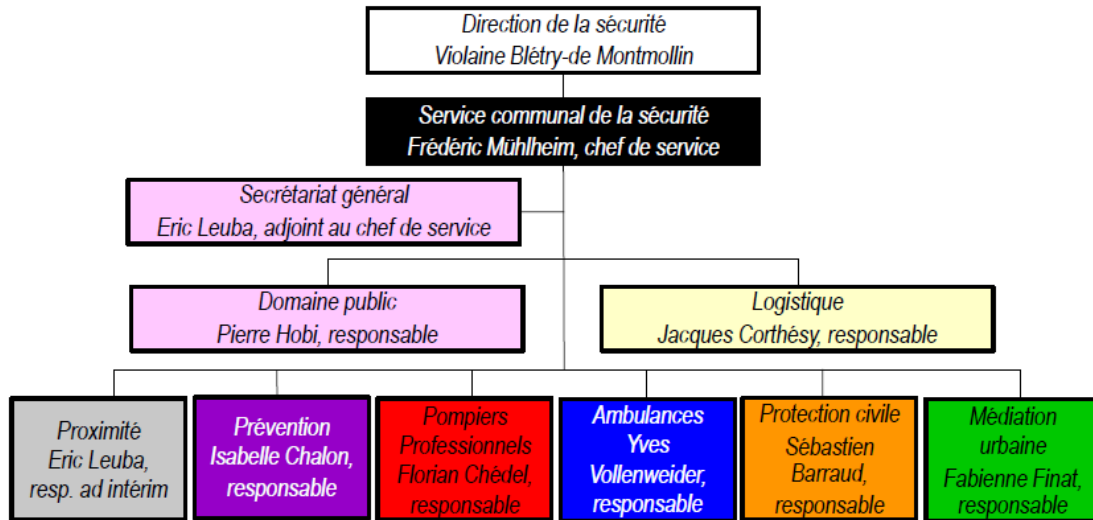 Direction de la sécurité
Violaine Blétry-de Montmollin
Service communal de la sécurité
Frédéric Mühlheim, chef de service
Secrétariat général
Eric Leuba, adjoint au chef de service
Domaine public
Pierre Hobi, responsable
Logistique
Jacques Corthésy, responsable
Proximité
Eric Leuba,
resp. ad intérim
Prévention
Isabelle Chalon,
responsable
Pompiers
Professionnels
Florian Chédel,
responsable
Ambulances
Yves
Vollenweider,
responsable
Protection civile
Sébastien
Barraud,
responsable
Médiation
urbaine
Fabienne Finat,
responsable